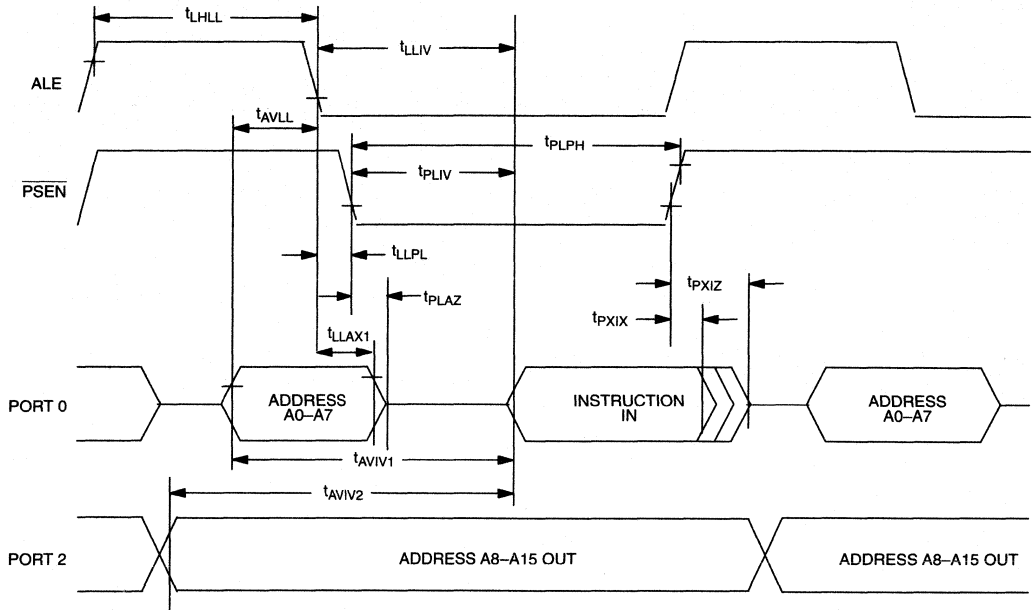 tLHLL
tLLIV
ALE
tAVLL
tPLPH
PSEN
tPLIV
tLLPL
tPLAZ
tPXIZ
tPXIX
tLLAX1
PORT 0
ADDRESS
A0–A7
INSTRUCTION
IN
ADDRESS
A0–A7
tAVIV1
tAVIV2
PORT 2
ADDRESS A8–A15 OUT
ADDRESS A8–A15 OUT